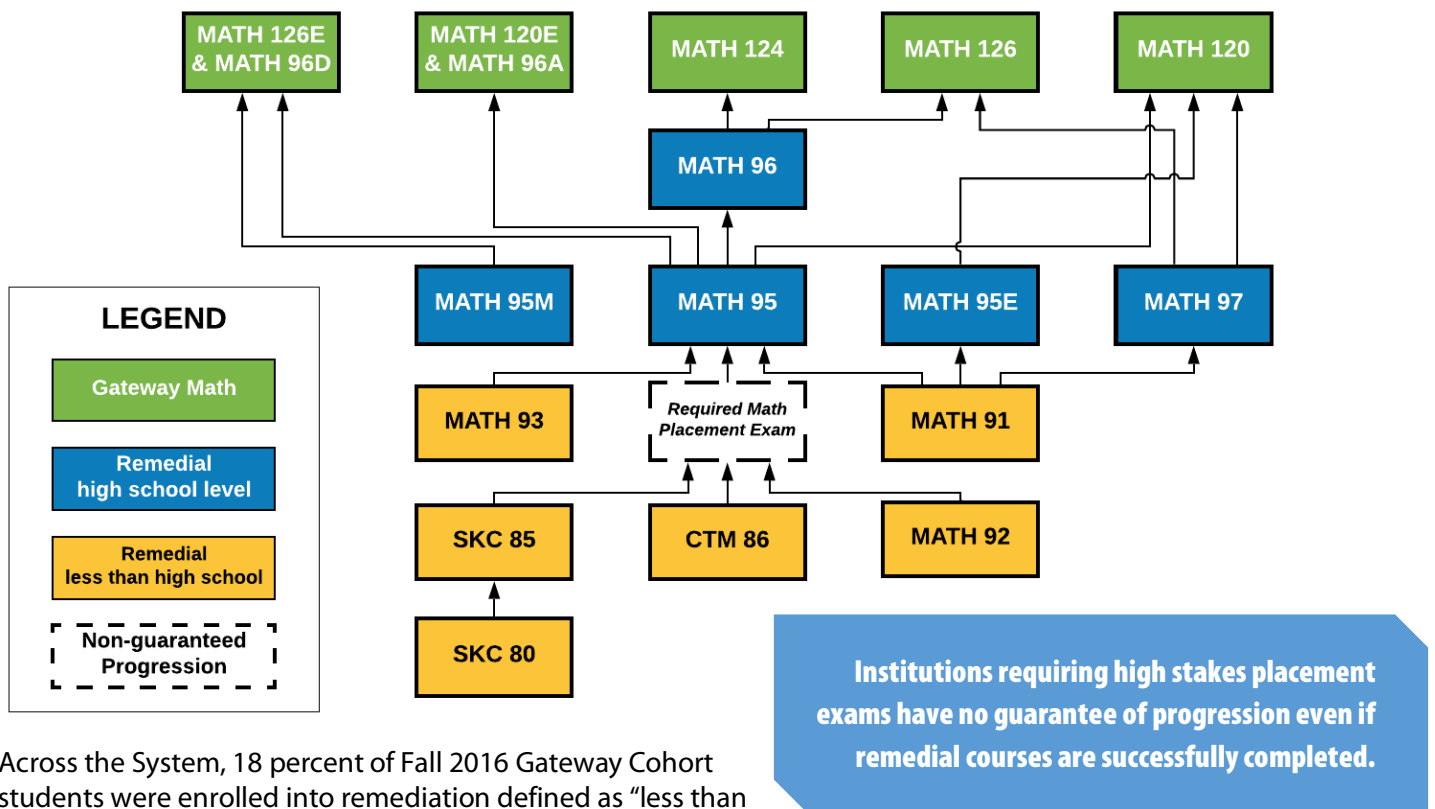 MATH 126E
& MATH 96D
MATH 120E
& MATH 96A
MATH 124
MATH 126
MATH 120
MATH 96
MATH 95M
MATH 95
MATH 95E
MATH 97
LEGEND
Gateway Math
Remedial
high school level
Remedial
less than high school
Non-guaranteed
Progression
MATH 93
Required Math
Placement Exam
MATH 91
SKC 85
CTM 86
MATH 92
SKC 80
Institutions requiring high stakes placement
exams have no guarantee of progression even if
remedial courses are successfully completed.
Across the System, 18 percent of Fall 2016 Gateway Cohort
students were enrolled into remediation defined as “less than